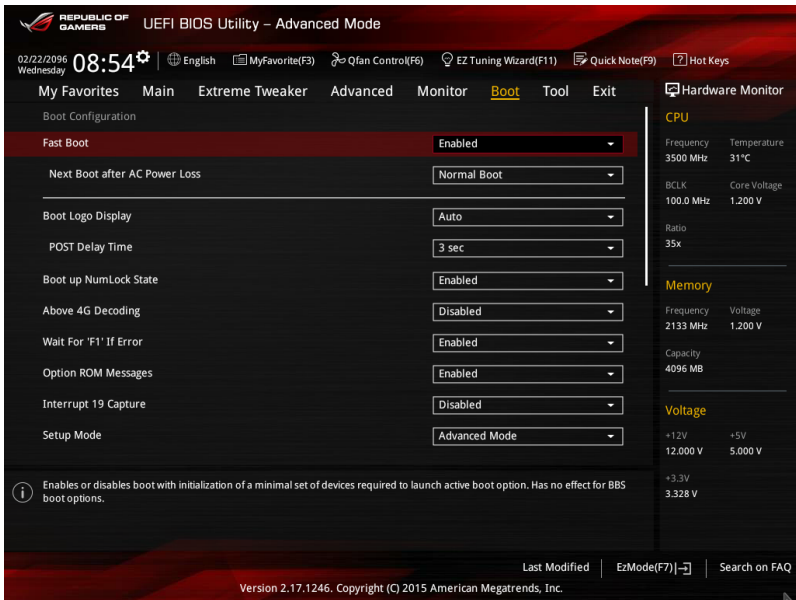 REPUBLIC OF
GAMERS
UEFI BIOS Utility – Advanced Mode
02/22/2096
Wednesday
08:54
English
MyFavorite(F3)
Qfan Control(F6)
EZ Tuning Wizard(F11)
Quick Note(F9)
? Hot Keys
My Favorites Main Extreme Tweaker Advanced Monitor Boot Tool Exit
Boot Configuration
Fast Boot Enabled
Next Boot after AC Power Loss Normal Boot
Boot Logo Display Auto
POST Delay Time 3 sec
Boot up NumLock State Enabled
Above 4G Decoding Disabled
Wait For 'F1' If Error Enabled
Option ROM Messages Enabled
Interrupt 19 Capture Disabled
Setup Mode Advanced Mode
i
Enables or disables boot with initialization of a minimal set of devices required to launch active boot option. Has no effect for BBS
boot options.
Hardware Monitor
CPU
Frequency Temperature
3500 MHz 31°C
BCLK Core Voltage
100.0 MHz 1.200 V
Ratio
35x
Memory
Frequency Voltage
2133 MHz 1.200 V
Capacity
4096 MB
Voltage
+12V +5V
12.000 V 5.000 V
+3.3V
3.328 V
Last Modified EzMode(F7)| Search on FAQ
Version 2.17.1246. Copyright (C) 2015 American Megatrends, Inc.